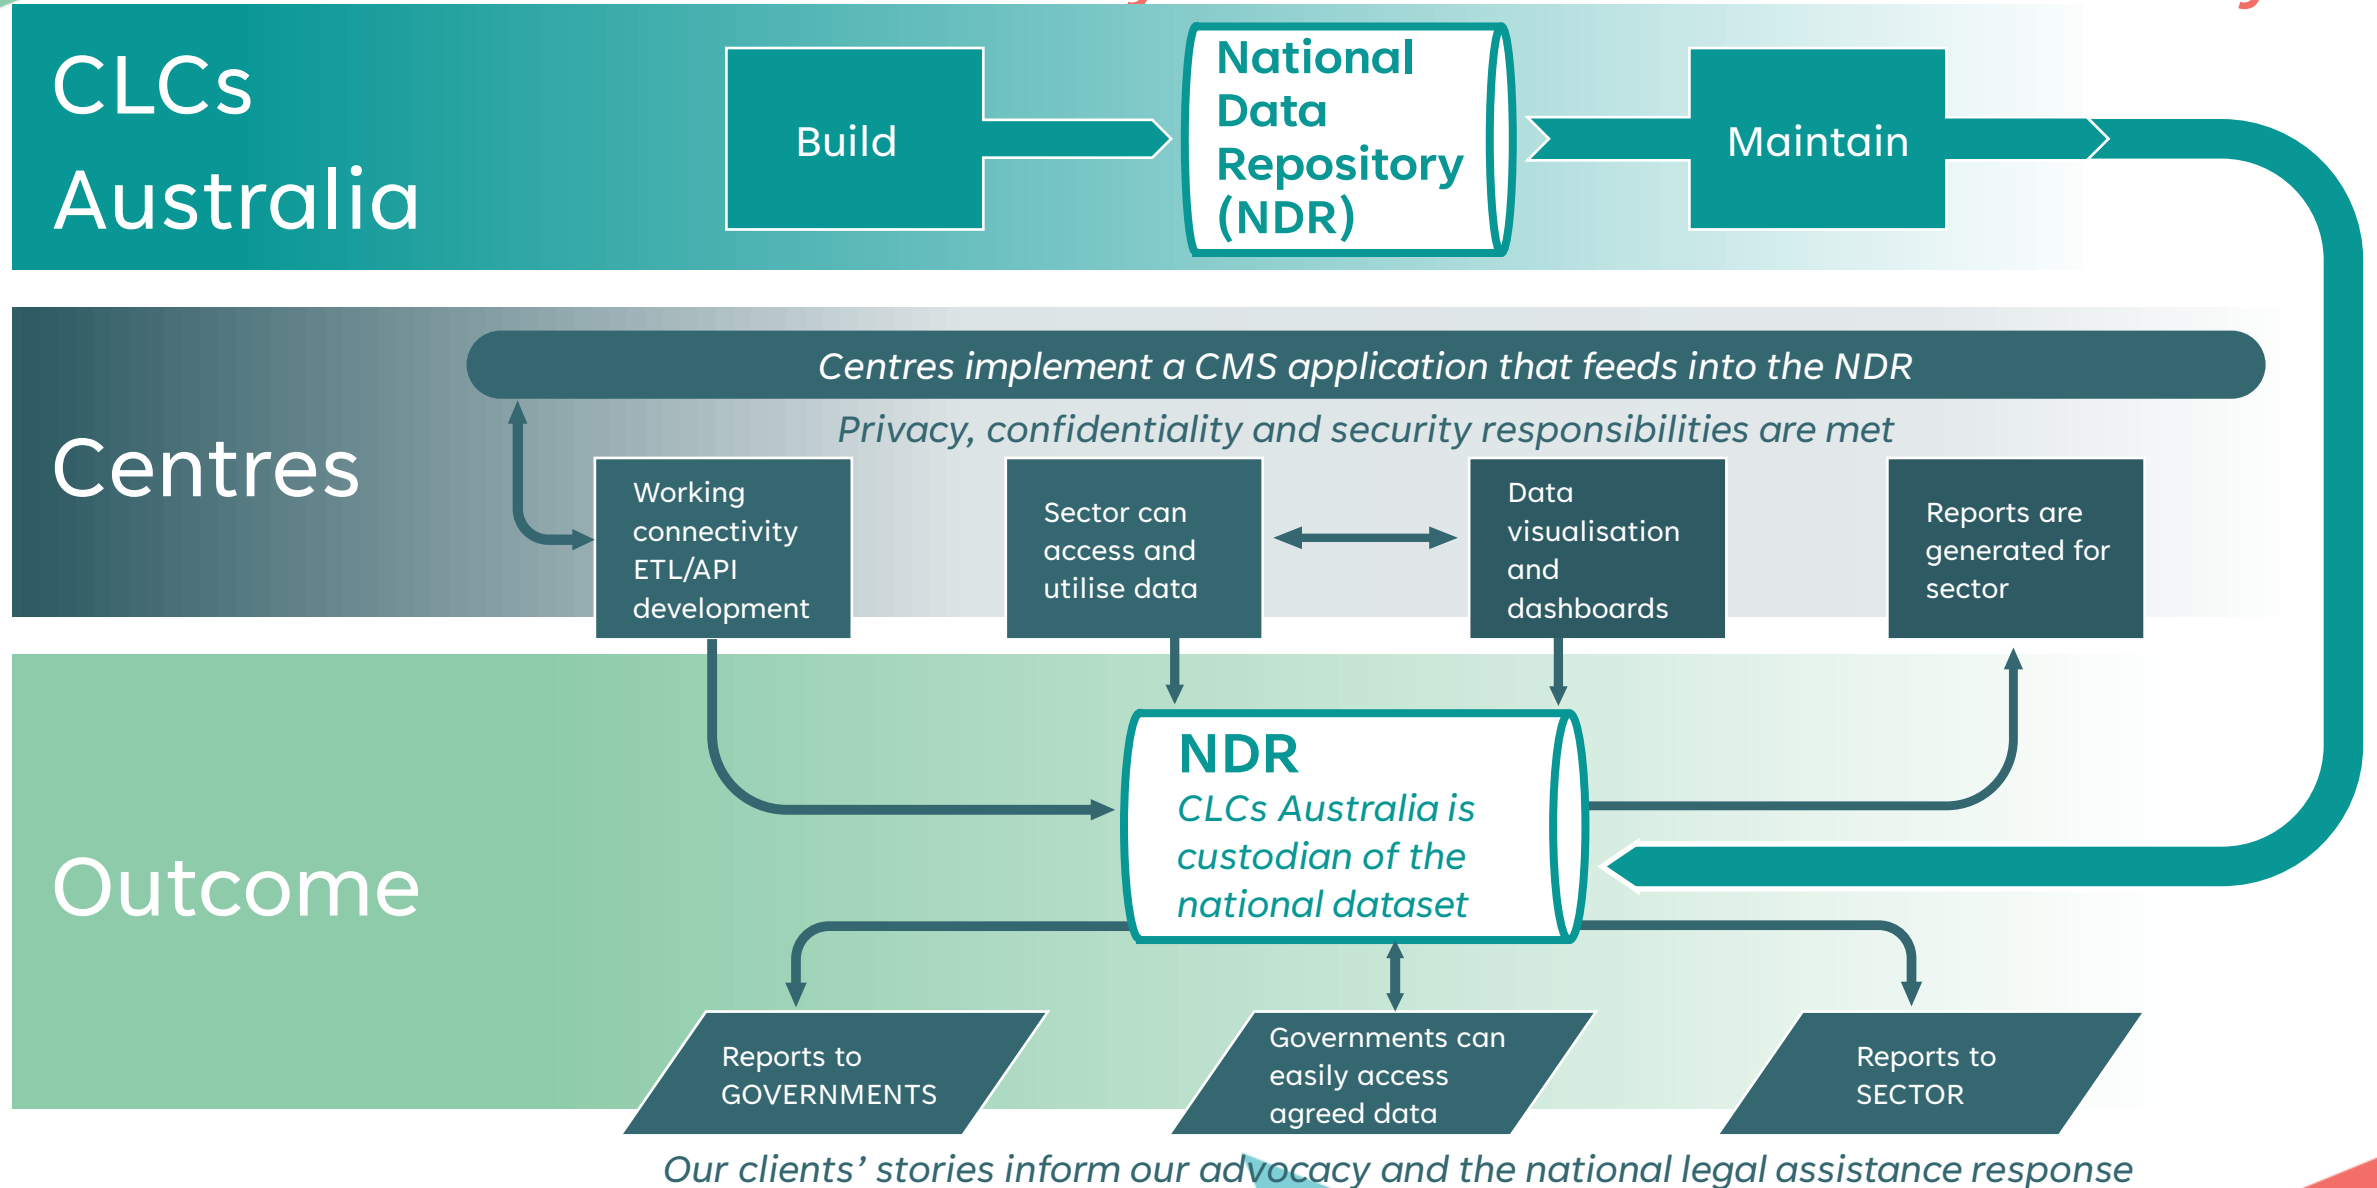 CLCs
Australia
Build
National
Data
Repository
(NDR)
Maintain
Centres
Centres implement a CMS application that feeds into the NDR
Privacy, confidentiality and security responsibilities are met
Working
connectivity
ETL/API
development
Sector can
access and
utilise data
Data
visualisation
and
dashboards
Reports are
generated for
sector
Outcome
NDR
CLCs Australia is
custodian of the
national dataset
Reports to
GOVERNMENTS
Governments can
easily access
agreed data
Reports to
SECTOR
Our clients’ stories inform our advocacy and the national legal assistance response